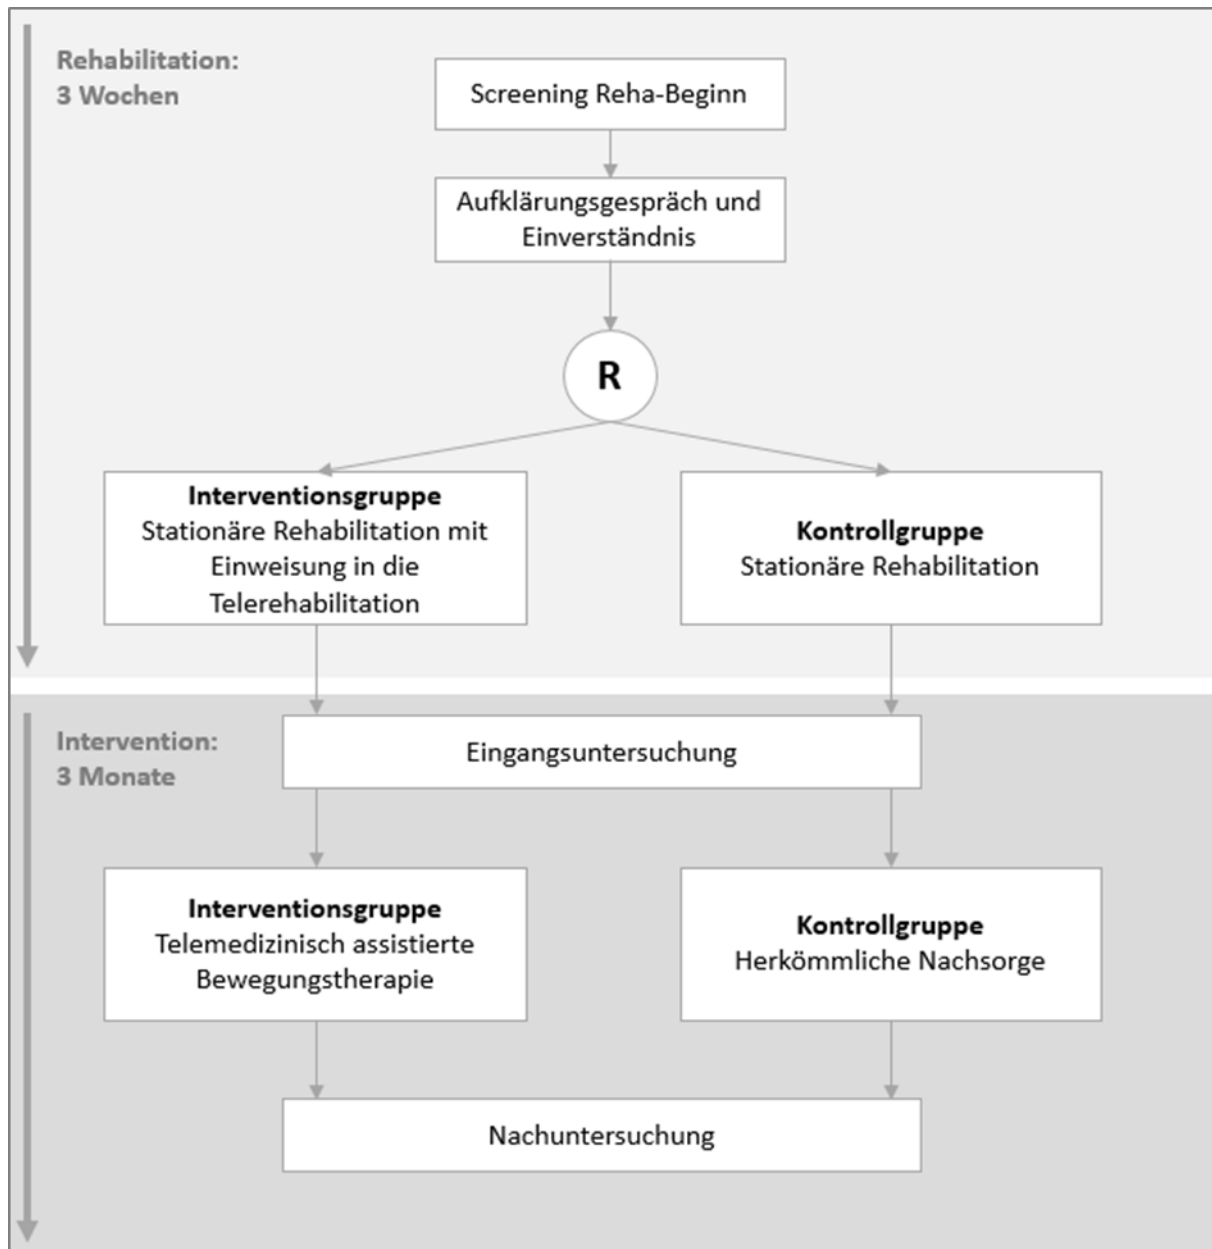 Rehabilitation:
3 Wochen
Screening Reha-Beginn
Aufklärungsgespräch und
Einverständnis
R
Interventionsgruppe
Stationäre Rehabilitation mit
Einweisung in die
Telerehabilitation
Kontrollgruppe
Stationäre Rehabilitation
Intervention:
3 Monate
Eingangsuntersuchung
Interventionsgruppe
Telemedizinisch assistierte
Bewegungstherapie
Kontrollgruppe
Herkömmliche Nachsorge
Nachuntersuchung